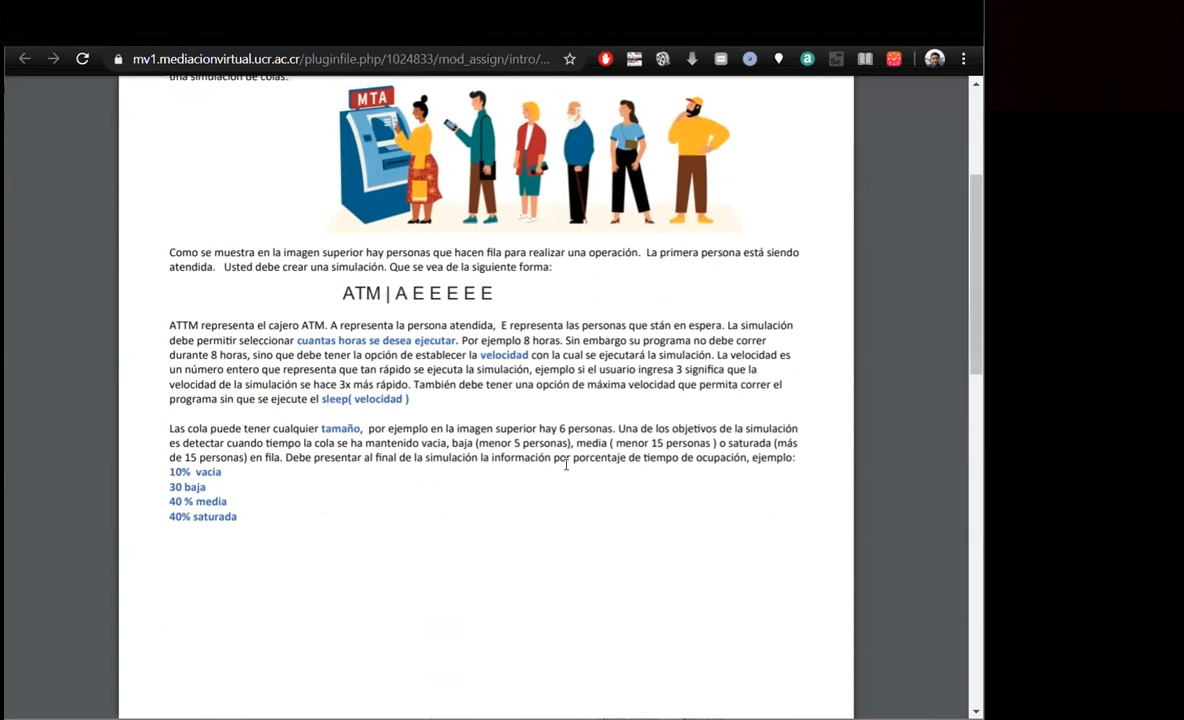 mv1.mediacionvirtual.ucr.ac.cr/pluginfile.php/1024833/mod_assign/intro/...
una simulación de colas.
MTA
Como se muestra en la imagen superior hay personas que hacen fila para realizar una operación. La primera persona está siendo
atendida. Usted debe crear una simulación. Que se vea de la siguiente forma:
ATM | A E E E E E
ATTM representa el cajero ATM. A representa la persona atendida, E representa las personas que stán en espera. La simulación
debe permitir seleccionar cuantas horas se desea ejecutar. Por ejemplo 8 horas. Sin embargo su programa no debe correr
durante 8 horas, sino que debe tener la opción de establecer la velocidad con la cual se ejecutará la simulación. La velocidad es
un número entero que representa que tan rápido se ejecuta la simulación, ejemplo si el usuario ingresa 3 significa que la
velocidad de la simulación se hace 3x más rápido. También debe tener una opción de máxima velocidad que permita correr el
programa sin que se ejecute el sleep( velocidad )
Las cola puede tener cualquier tamaño, por ejemplo en la imagen superior hay 6 personas. Una de los objetivos de la simulación
es detectar cuando tiempo la cola se ha mantenido vacia, baja (menor 5 personas), media ( menor 15 personas ) o saturada (más
de 15 personas) en fila. Debe presentar al final de la simulación la información por porcentaje de tiempo de ocupación, ejemplo:
10% vacia
30 baja
40 % media
40% saturada